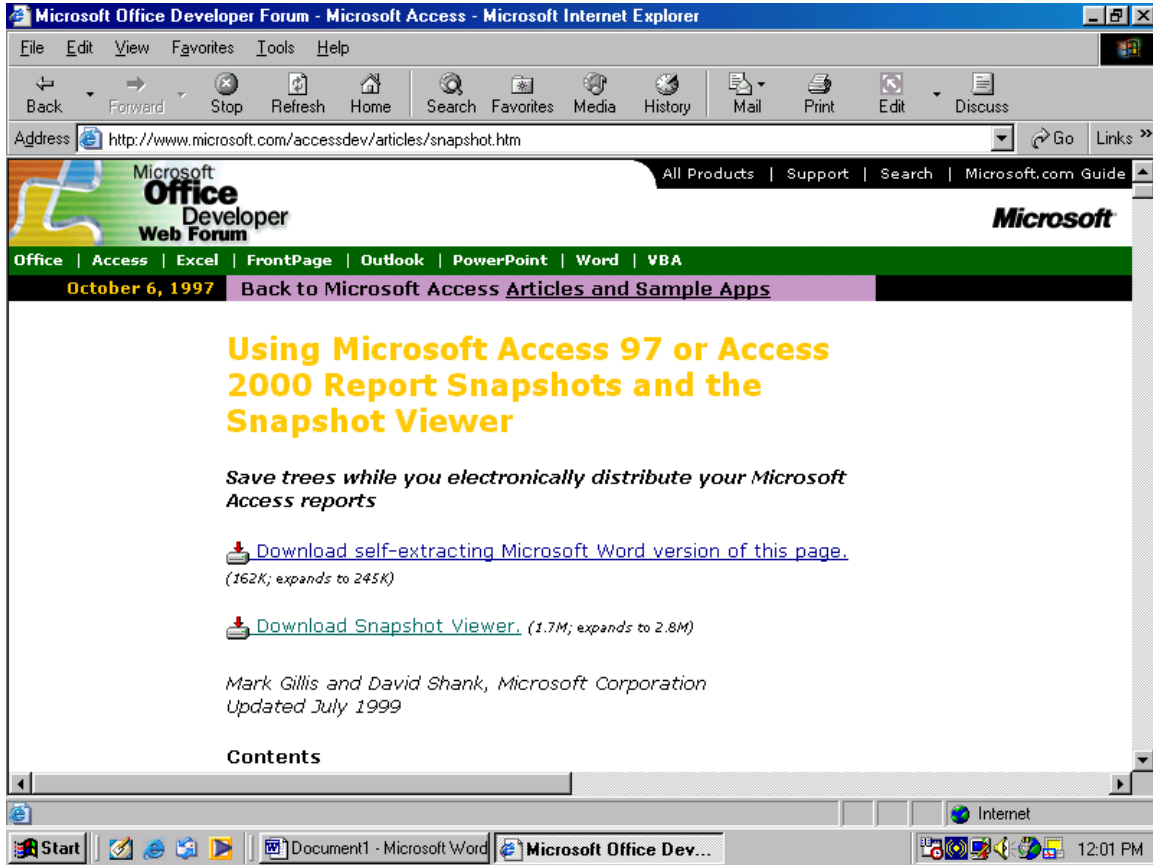 Microsoft Office Developer Forum - Microsoft Access - Microsoft Internet Explorer
File Edit View Favorites Tools Help
Back Forward Stop Refresh Home Search Favorites Media History Mail Print Edit Discuss
Address http://www.microsoft.com/accessdev/articles/snapshot.htm Go Links »
All Products | Support | Search | Microsoft.com Guide
Microsoft
Office
Developer
Web Forum
Microsoft
Office | Access | Excel | FrontPage | Outlook | PowerPoint | Word | VBA
October 6, 1997 Back to Microsoft Access Articles and Sample Apps
Using Microsoft Access 97 or Access
2000 Report Snapshots and the
Snapshot Viewer
Save trees while you electronically distribute your Microsoft
Access reports
Download self-extracting Microsoft Word version of this page.
(162K; expands to 245K)
Download Snapshot Viewer. (1.7M; expands to 2.8M)
Mark Gillis and David Shank, Microsoft Corporation
Updated July 1999
Contents
Internet
Start Document1 - Microsoft Word Microsoft Office Dev... 12:01 PM